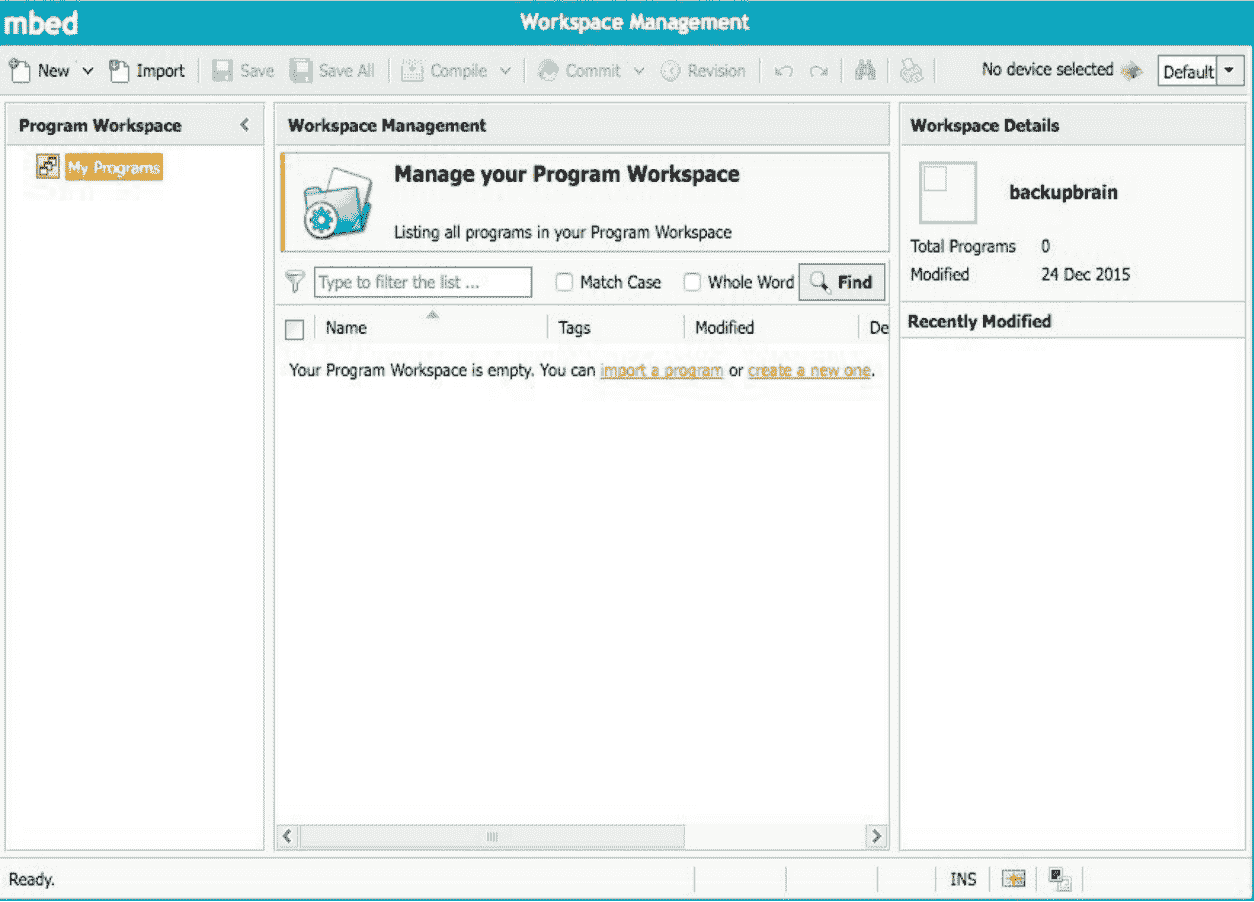 mbed
Workspace Management
New Import Save Save All Compile Commit Revision No device selected Default
Program Workspace
My Programs
Workspace Management
Manage your Program Workspace
Listing all programs in your Program Workspace
Type to filter the list ... Match Case Whole Word Find
Name Tags Modified De
Your Program Workspace is empty. You can import a program or create a new one.
Workspace Details
backupbrain
Total Programs 0
Modified 24 Dec 2015
Recently Modified
Ready.
INS